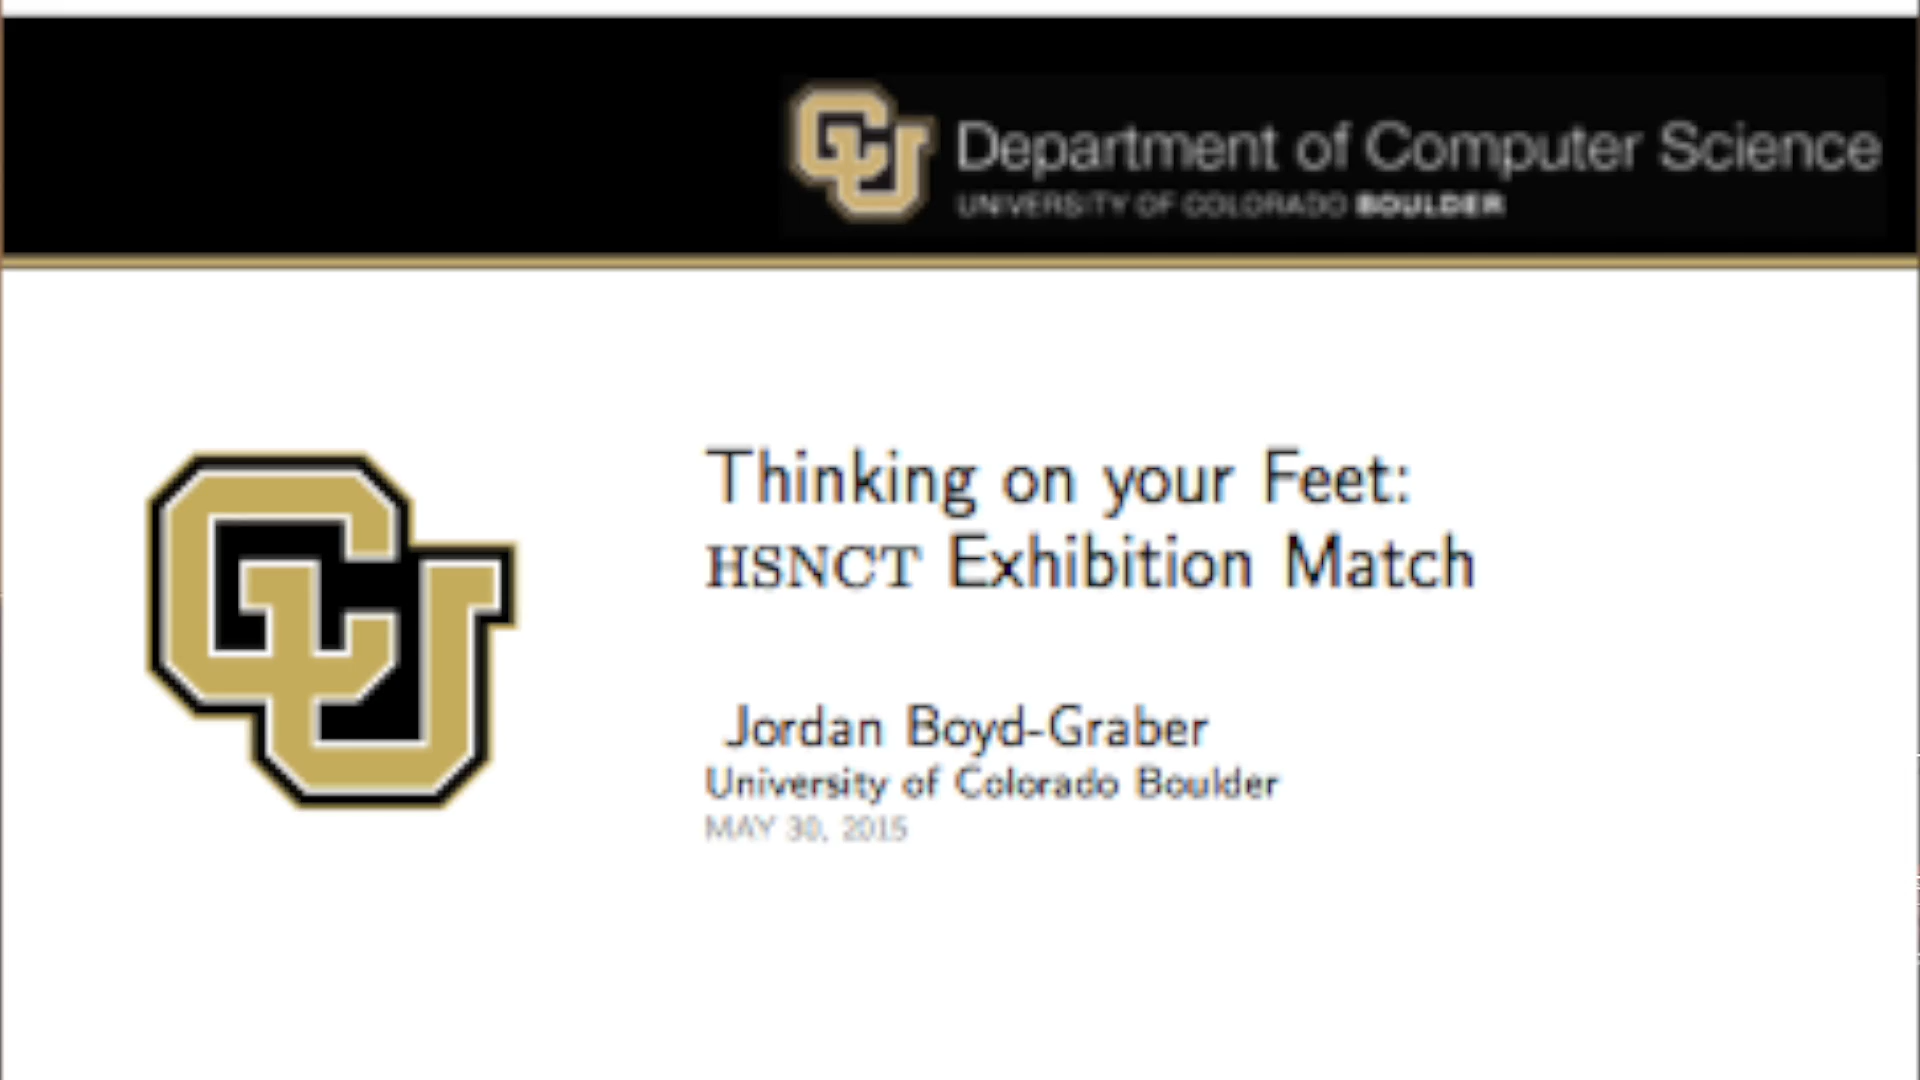 Department of Computer Science
UNIVERSITY OF COLORADO BOULDER
Thinking on your Feet:
HSNCT Exhibition Match
Jordan Boyd-Graber
University of Colorado Boulder
MAY 30, 2015